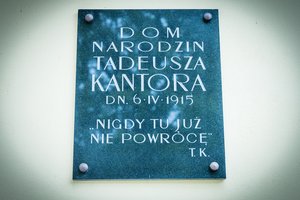 DOM
NARODZIN
TADEUSZA
KANTORA
DN. 6·IV·1915
„NIGDY TU JUŻ
NIE POWRÓCĘ”
T.K.